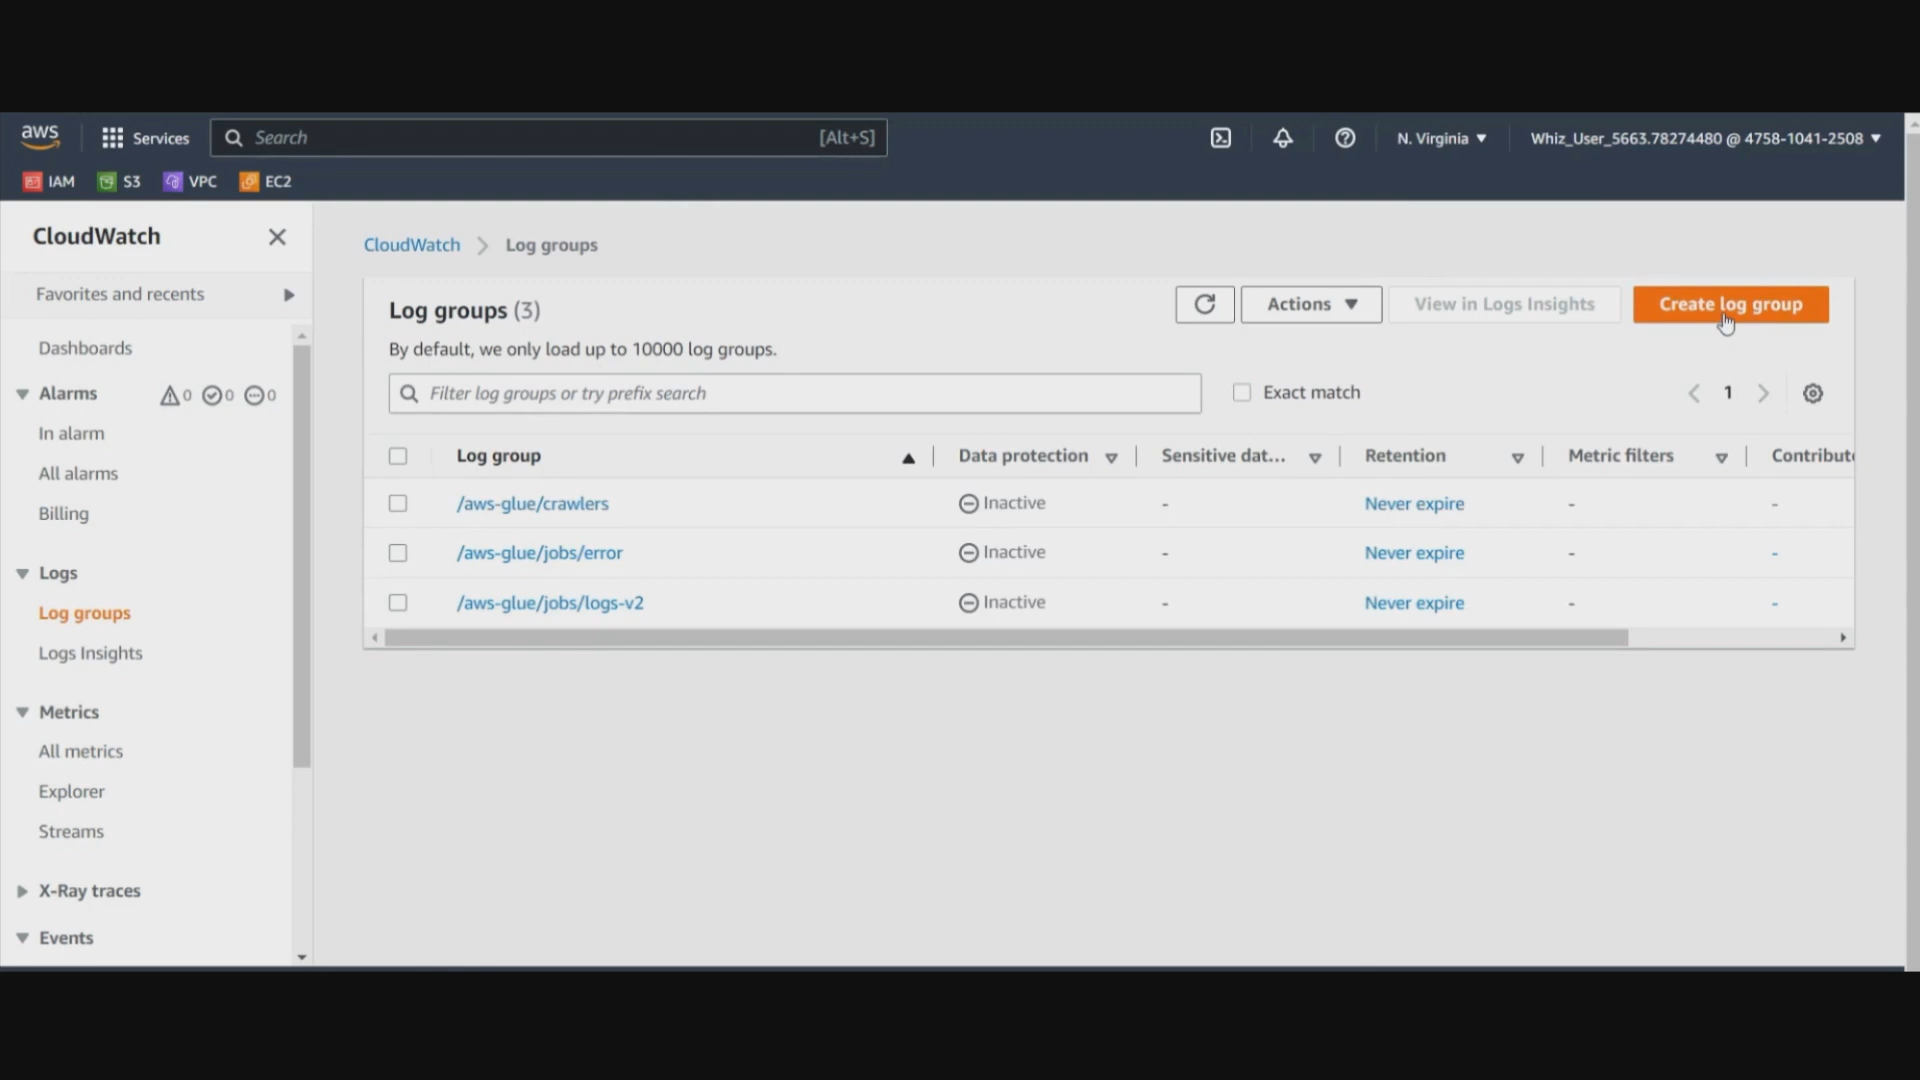 aws
Services
Search
[Alt+S]
N. Virginia
Whiz_User_5663.78274480 @ 4758-1041-2508
IAM
S3
VPC
EC2
CloudWatch
Favorites and recents
Dashboards
Alarms
0
0
0
In alarm
All alarms
Billing
Logs
Log groups
Logs Insights
Metrics
All metrics
Explorer
Streams
X-Ray traces
Events
CloudWatch
Log groups
Log groups (3)
Actions
View in Logs Insights
Create log group
By default, we only load up to 10000 log groups.
Filter log groups or try prefix search
Exact match
1
Log group
Data protection
Sensitive dat...
Retention
Metric filters
Contribut
/aws-glue/crawlers
Inactive
-
Never expire
-
-
/aws-glue/jobs/error
Inactive
-
Never expire
-
-
/aws-glue/jobs/logs-v2
Inactive
-
Never expire
-
-